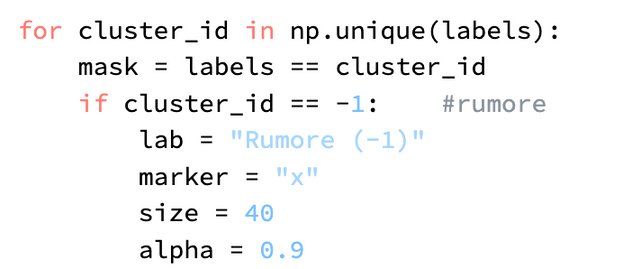 for cluster_id in np.unique(labels):
    mask = labels == cluster_id
    if cluster_id == -1:    #rumore
        lab = "Rumore (-1)"
        marker = "x"
        size = 40
        alpha = 0.9